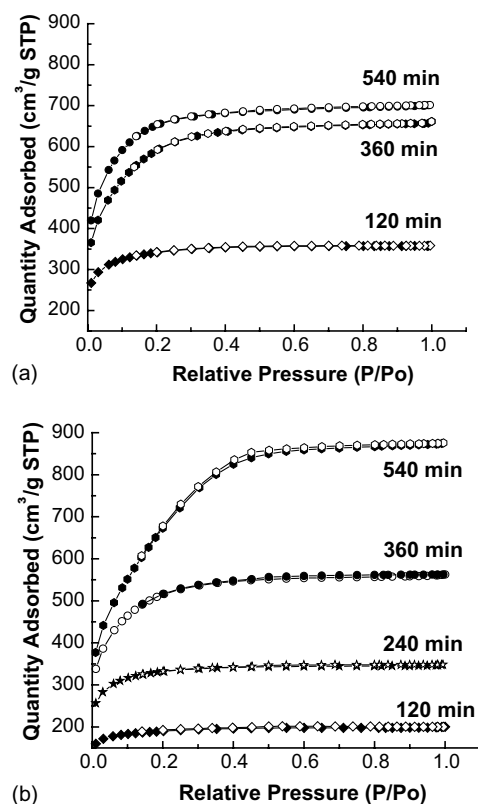 900
800
700
600
500
400
300
200
Quantity Adsorbed (cm³/g STP)
540 min
360 min
120 min
0.0 0.2 0.4 0.6 0.8 1.0
(a)
Relative Pressure (P/Po)
900
800
700
600
500
400
300
200
Quantity Adsorbed (cm³/g STP)
540 min
360 min
240 min
120 min
0.0 0.2 0.4 0.6 0.8 1.0
(b)
Relative Pressure (P/Po)